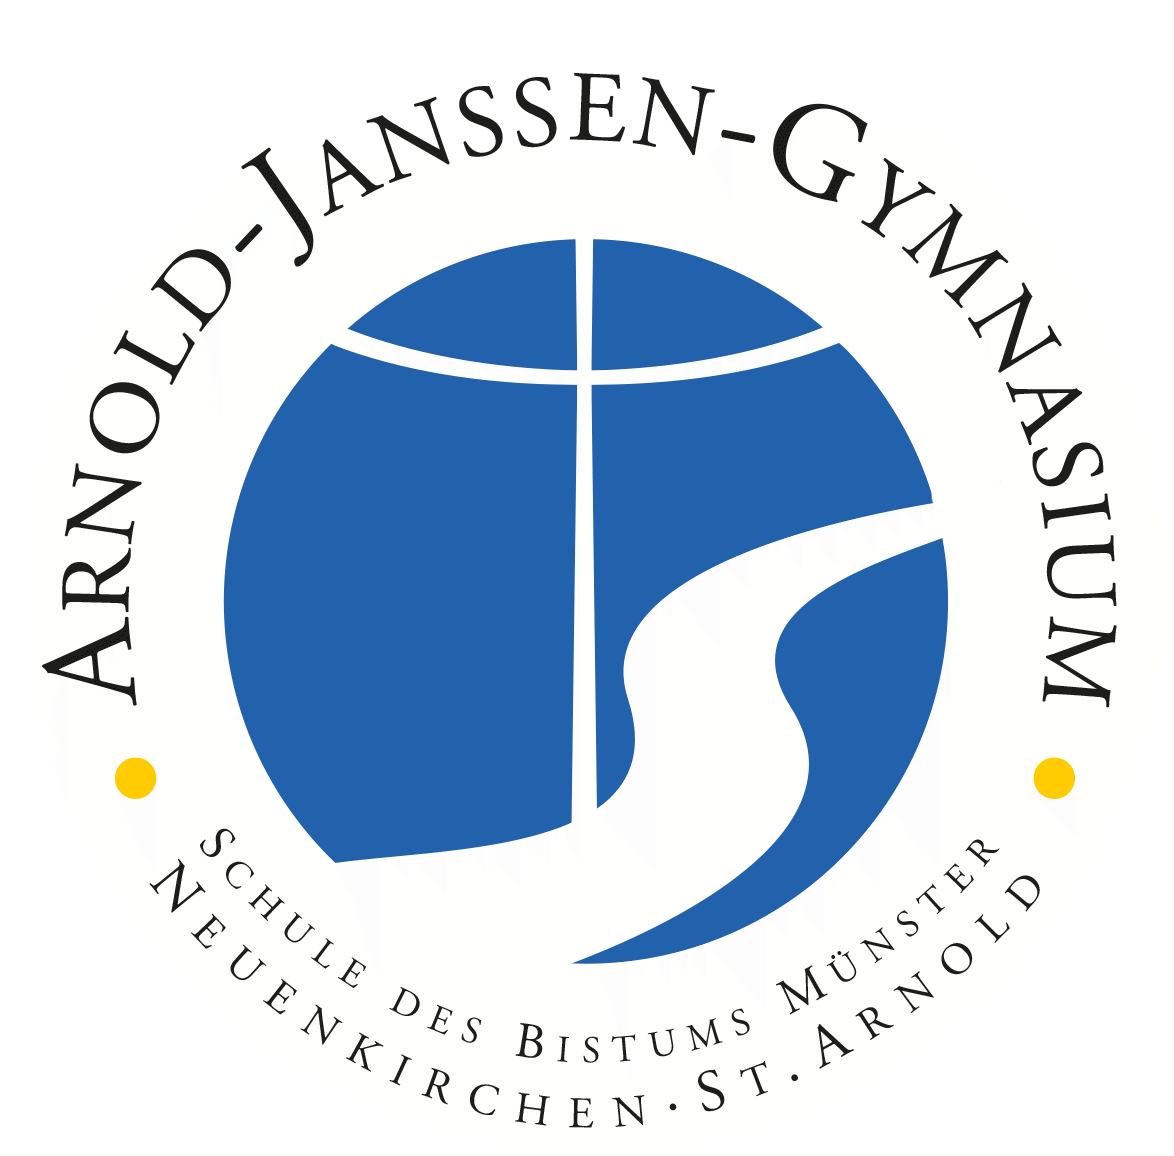 Arnold-Janssen-Gymnasium
Schule des Bistums Münster
Neuenkirchen · St. Arnold